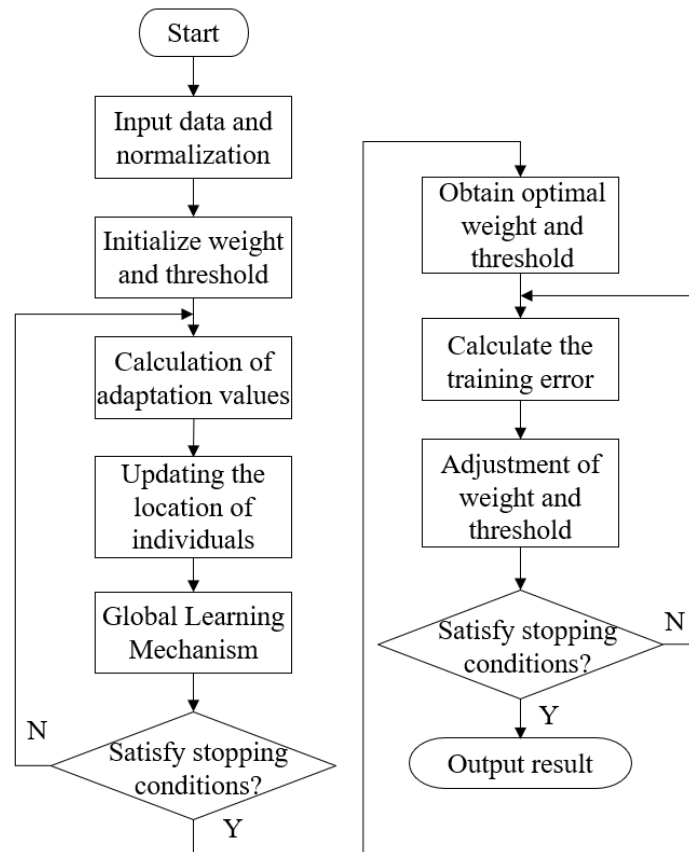 Start
Input data and
normalization
Initialize weight
and threshold
Calculation of
adaptation values
Updating the
location of
individuals
Global Learning
Mechanism
N
Satisfy stopping
conditions?
Y
Obtain optimal
weight and
threshold
Calculate the
training error
Adjustment of
weight and
threshold
N
Satisfy stopping
conditions?
Y
Output result